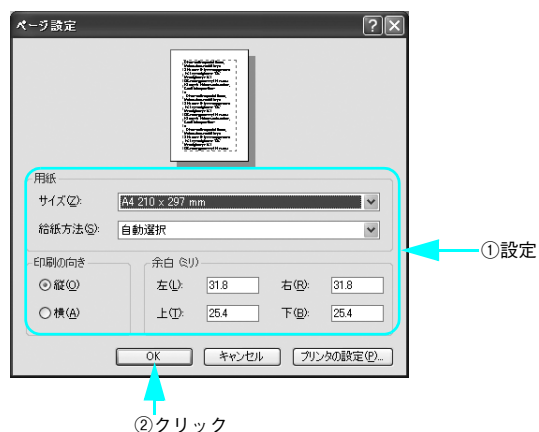 ページ設定
用紙
サイズ(Z): A4 210 x 297 mm
給紙方法(S): 自動選択
①設定
印刷の向き
縦(O)
横(A)
余白 (ミリ)
左(L): 31.8 右(R): 31.8
上(T): 25.4 下(B): 25.4
OK キャンセル プリンタの設定(P)...
②クリック